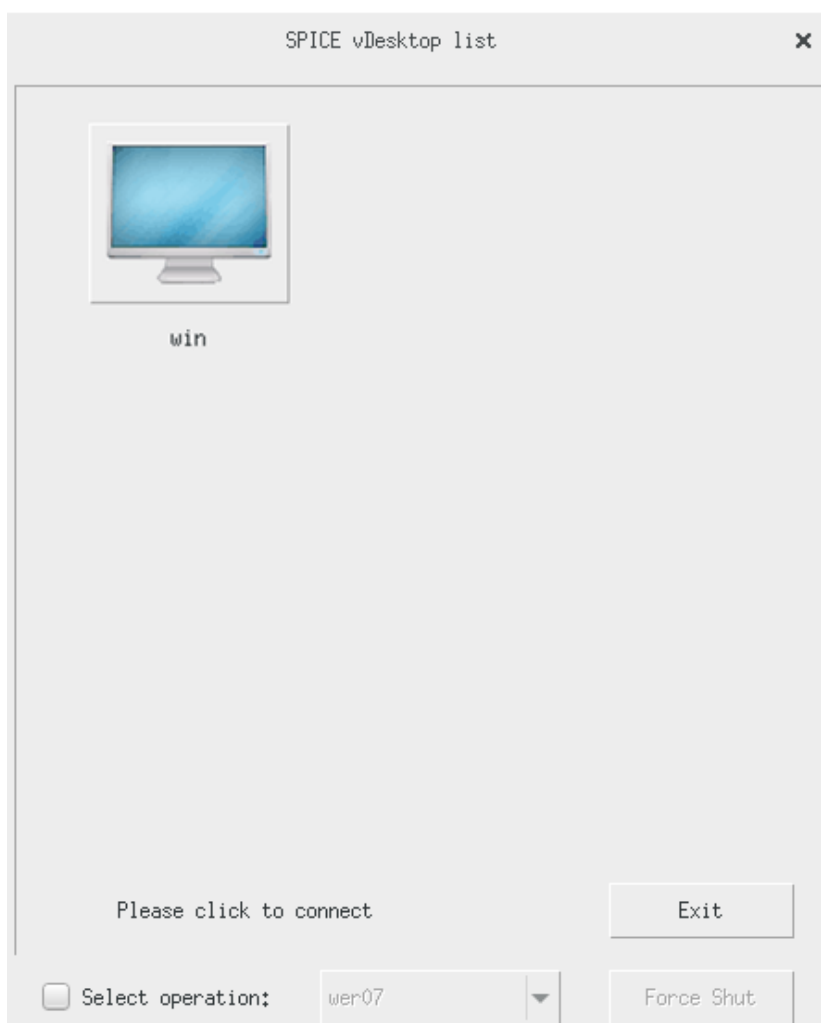 SPICE vDesktop list
win
Please click to connect
Exit
Select operation:
wer07
Force Shut